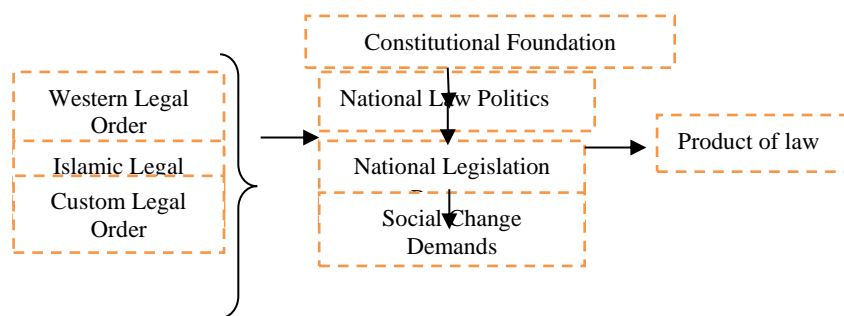 Constitutional Foundation
Western Legal
Order
Islamic Legal
Custom Legal
Order
National Law Politics
National Legislation
Social Change
Demands
Product of law